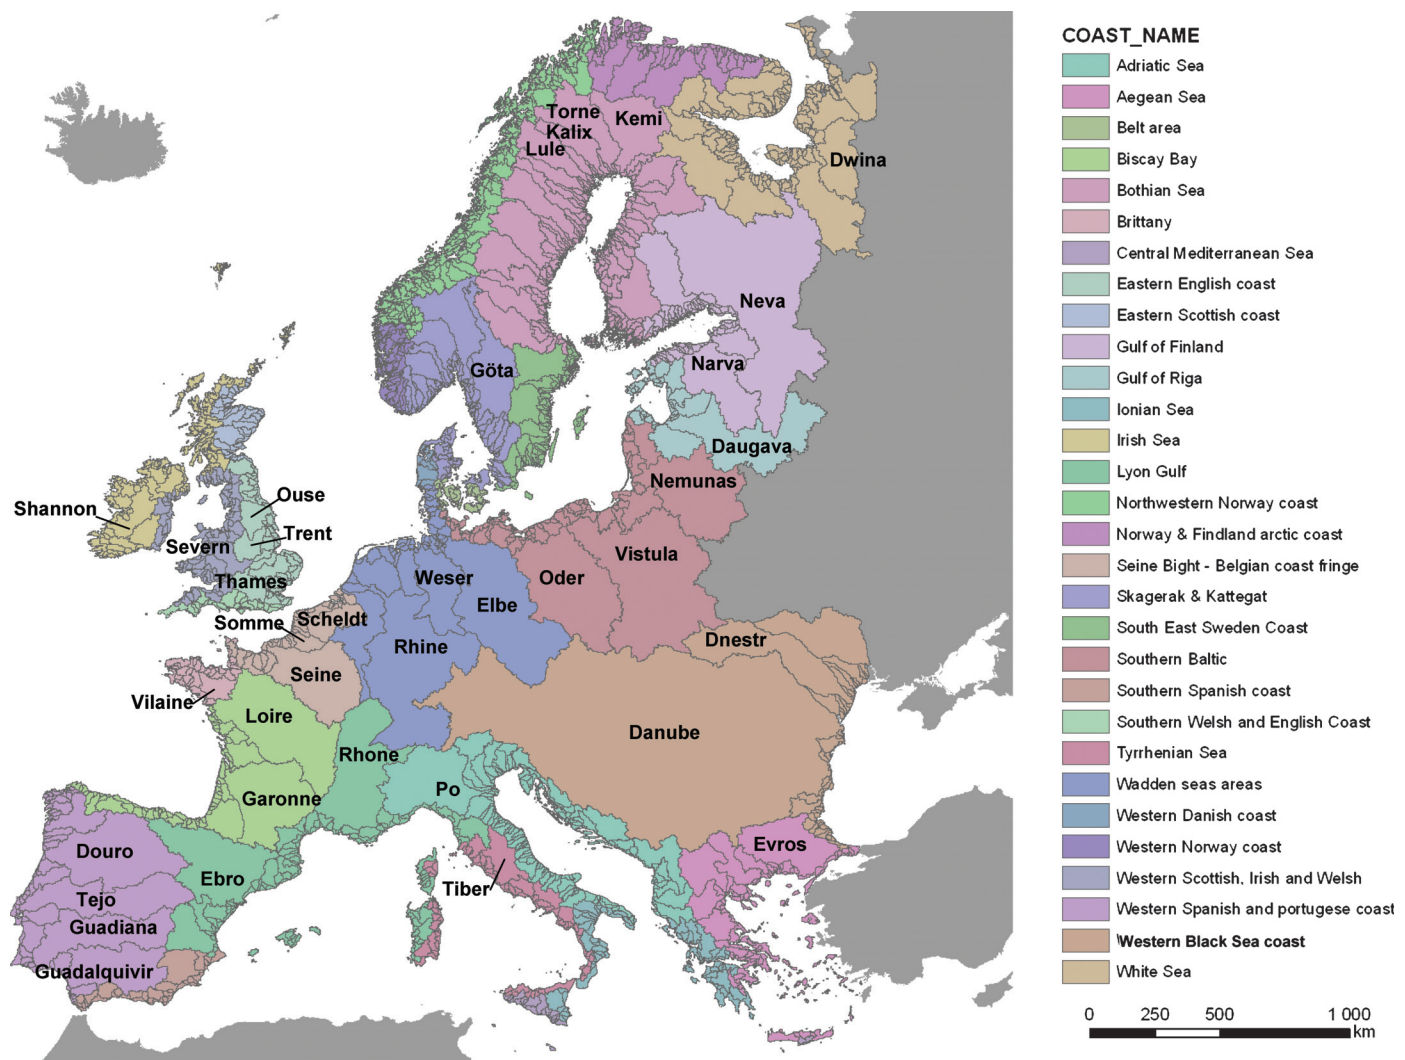 COAST_NAME
Adriatic Sea
Aegean Sea
Belt area
Biscay Bay
Bothian Sea
Brittany
Central Mediterranean Sea
Eastern English coast
Eastern Scottish coast
Gulf of Finland
Gulf of Riga
Ionian Sea
Irish Sea
Lyon Gulf
Northwestern Norway coast
Norway & Findland arctic coast
Seine Bight - Belgian coast fringe
Skagerak & Kattegat
South East Sweden Coast
Southern Baltic
Southern Spanish coast
Southern Welsh and English Coast
Tyrrhenian Sea
Wadden seas areas
Western Danish coast
Western Norway coast
Western Scottish, Irish and Welsh
Western Spanish and portugese coast
Western Black Sea coast
White Sea
0 250 500 1 000
km
Torne
Kalix
Lule
Kemi
Dwina
Neva
Narva
Göta
Daugava
Nemunas
Shannon
Ouse
Trent
Severn
Thames
Vistula
Oder
Weser
Elbe
Somme
Scheldt
Rhine
Dnestr
Seine
Vilaine
Loire
Danube
Rhone
Po
Garonne
Evros
Douro
Ebro
Tiber
Tejo
Guadiana
Guadalquivir